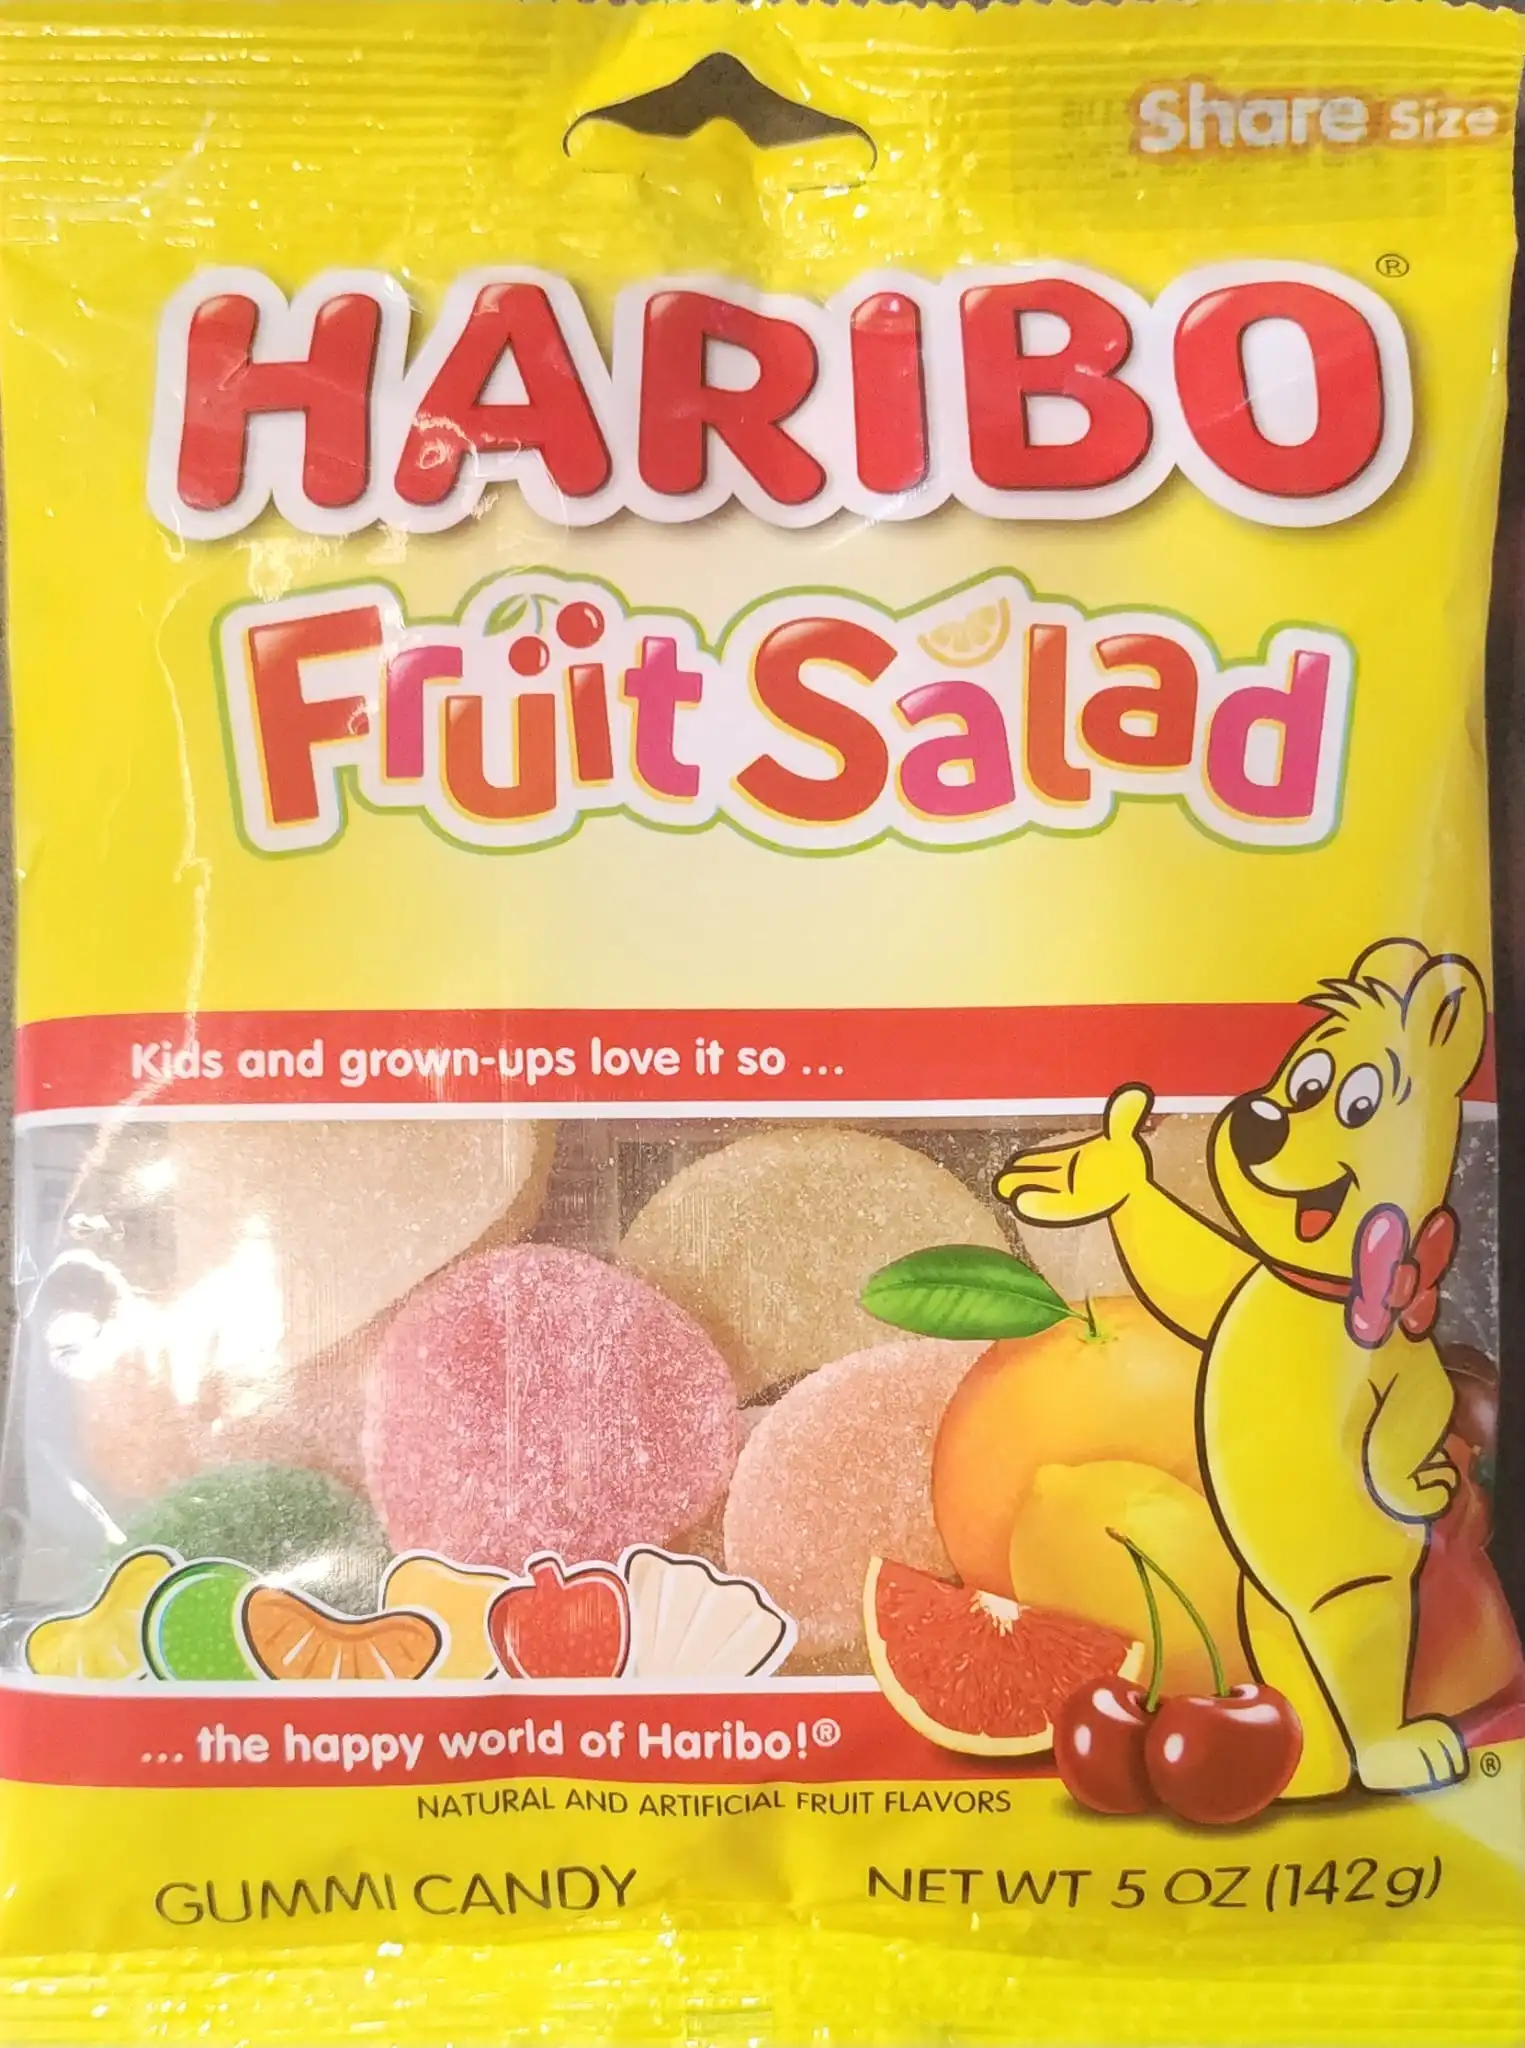 Share Size
HARIBO®
Fruit Salad
Kids and grown-ups love it so ...
... the happy world of Haribo!®
®
NATURAL AND ARTIFICIAL FRUIT FLAVORS
GUMMI CANDY
NET WT 5 OZ (142g)